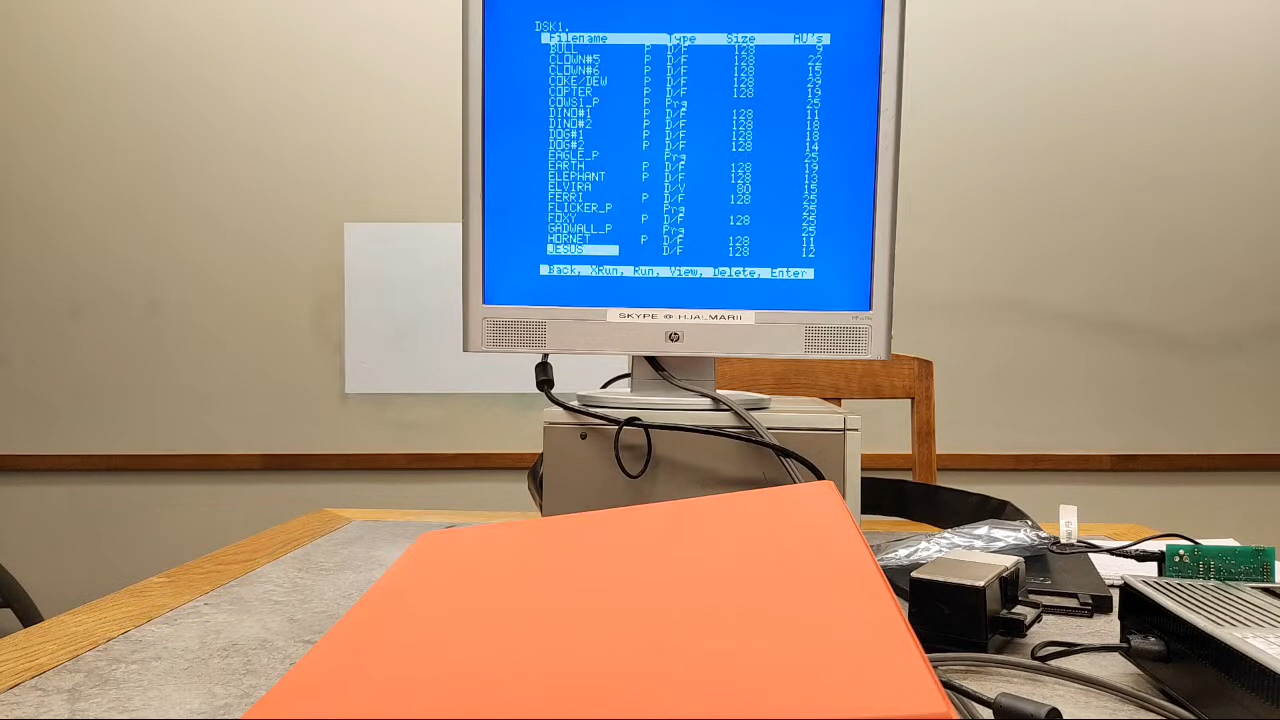 DSK1.
Filename Type Size AU's
BULL P D/F 128 9
CLOWN#5 P D/F 128 22
CLOWN#6 P D/F 128 15
COKE/DEW P D/F 128 29
COPTER P D/F 128 19
COWS1_P P Prg 25
DINO#1 P D/F 128 11
DINO#2 P D/F 128 18
DOG#1 P D/F 128 18
DOG#2 P D/F 128 14
EAGLE_P Prg 25
EARTH P D/F 128 19
ELEPHANT P D/F 128 13
ELVIRA D/V 80 15
FERRI P D/F 128 25
FLICKER_P Prg 25
FOXY P D/F 128 25
GADWALL_P Prg 25
HORNET P D/F 128 11
JESUS D/F 128 12
Back, XRun, Run, View, Delete, Enter
SKYPE @ HJALMARII
hp